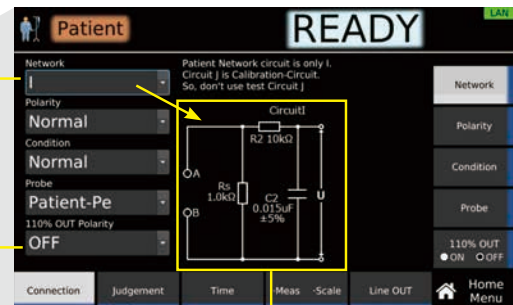 LAN
Patient
READY
Network
I
Polarity
Normal
Condition
Normal
Probe
Patient-Pe
110% OUT Polarity
OFF
Patient Network circuit is only I.
Circuit J is Calibration-Circuit.
So, don't use test Circuit J
CircuitI
R2 10kΩ
A
Rs
1.0kΩ
B
C2
0.015uF
±5%
U
Network
Polarity
Condition
Probe
110% OUT
ON OFF
Connection
Judgement
Time
Meas -Scale
Line OUT
Home
Menu